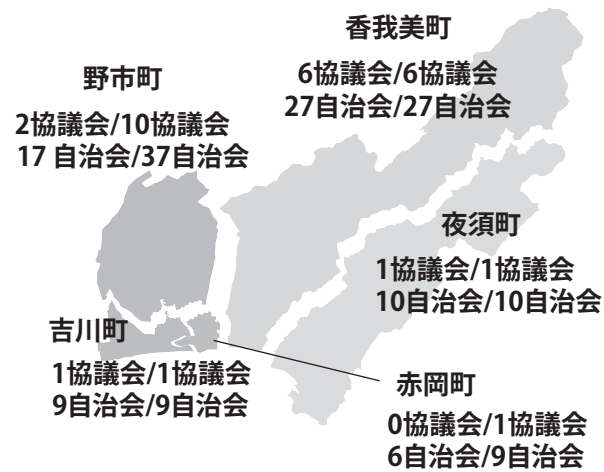 香我美町
6協議会/6協議会
27自治会/27自治会
野市町
2協議会/10協議会
17 自治会/37自治会
夜須町
1協議会/1協議会
10自治会/10自治会
吉川町
1協議会/1協議会
9自治会/9自治会
赤岡町
0協議会/1協議会
6自治会/9自治会